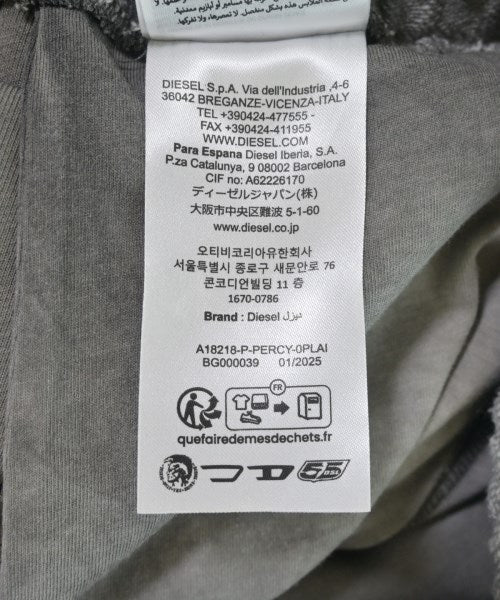 DIESEL S.p.A. Via dell'Industria ,4-6
36042 BREGANZE-VICENZA-ITALY
TEL +390424-477555 -
FAX +390424-411955
WWW.DIESEL.COM
Para Espana Diesel Iberia, S.A.
P.za Catalunya, 9 08002 Barcelona
CIF no: A62226170
ディーゼルジャパン(株)
大阪市中央区難波 5-1-60
www.diesel.co.jp
오티비코리아유한회사
서울특별시 종로구 새문안로 76
콘코디언빌딩 11 층
1670-0786
Brand : Diesel ديزل
A18218-P-PERCY-0PLAI
BG000039 01/2025
FR
quefairedemesdechets.fr
55
DSL